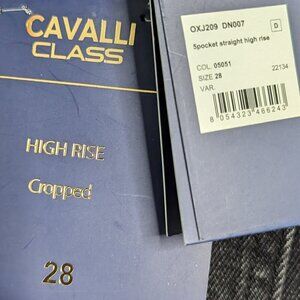 CAVALLI
CLASS
HIGH RISE
Cropped
28
OXJ209 DN007
D
5pocket straight high rise
COL. 05051
SIZE 28
22134
VAR.
8 054323 466243